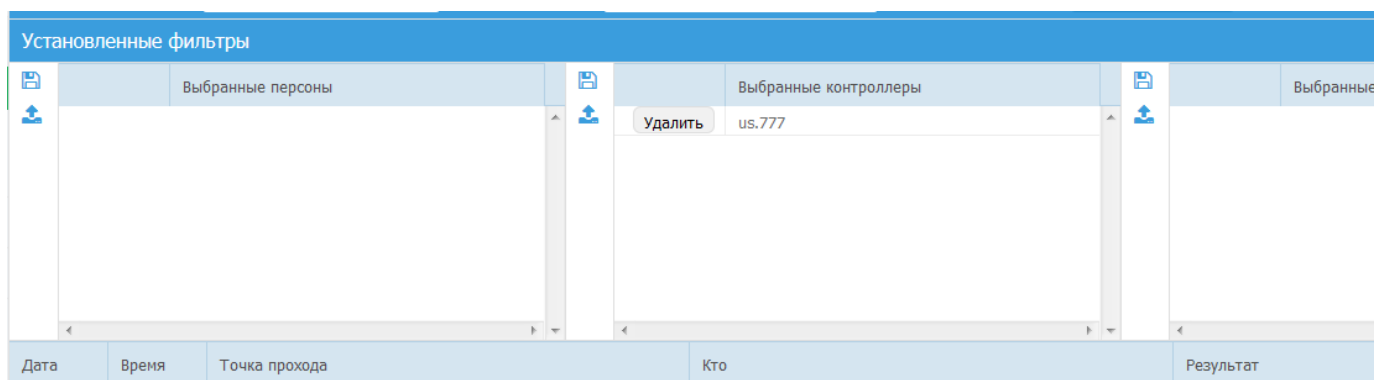 Установленные фильтры
Выбранные персоны
Выбранные контроллеры
Выбранные
Удалить us.777
Дата Время Точка прохода Кто Результат